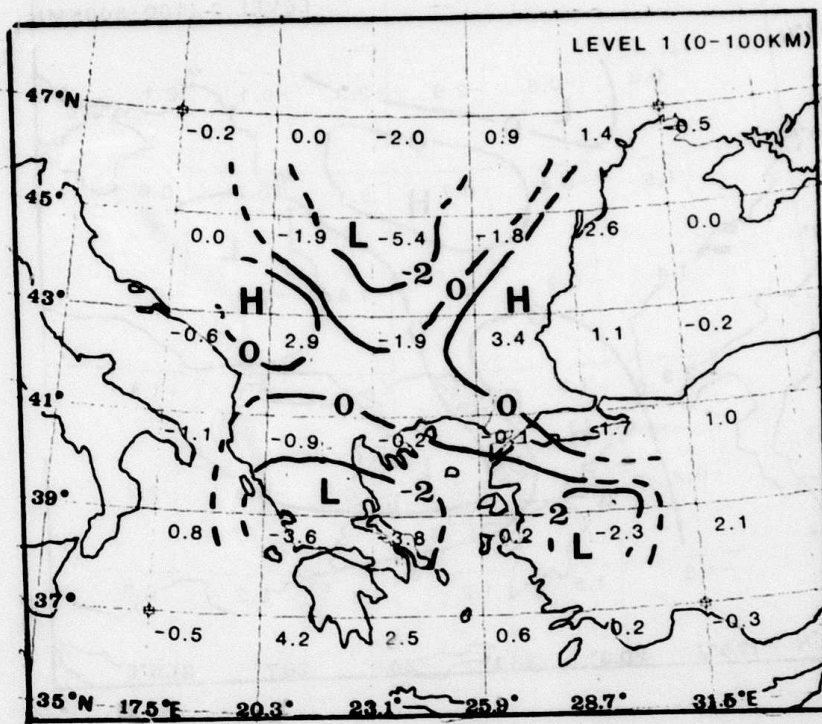 LEVEL 1 (0-100KM)
47°N
-0.2 0.0 -2.0 0.9 1.4 -0.5
45°
0.0 -1.9 L -5.4 -1.8 2.6 0.0
-2 0
43° H H
-0.6 2.9 -1.9 3.4 1.1 -0.2
0
41° 0 0
1.1 -0.9 -0.2 -0.1 1.7 1.0
39° L -2
0.8 -3.6 -3.8 0.2 2 L -2.3 2.1
37°
-0.5 4.2 2.5 0.6 0.2 -0.3
35°N 17.5°E 20.3° 23.1° 25.9° 28.7° 31.5°E